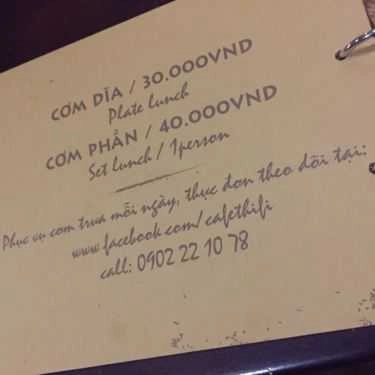 CƠM DĨA / 30.000VND
Plate lunch
CƠM PHẦN / 40.000VND
Set lunch / 1person
Phục vụ cơm trưa mỗi ngày, thực đơn theo dõi tại:
www.facebook.com/cafethifi
call: 0902 22 10 78